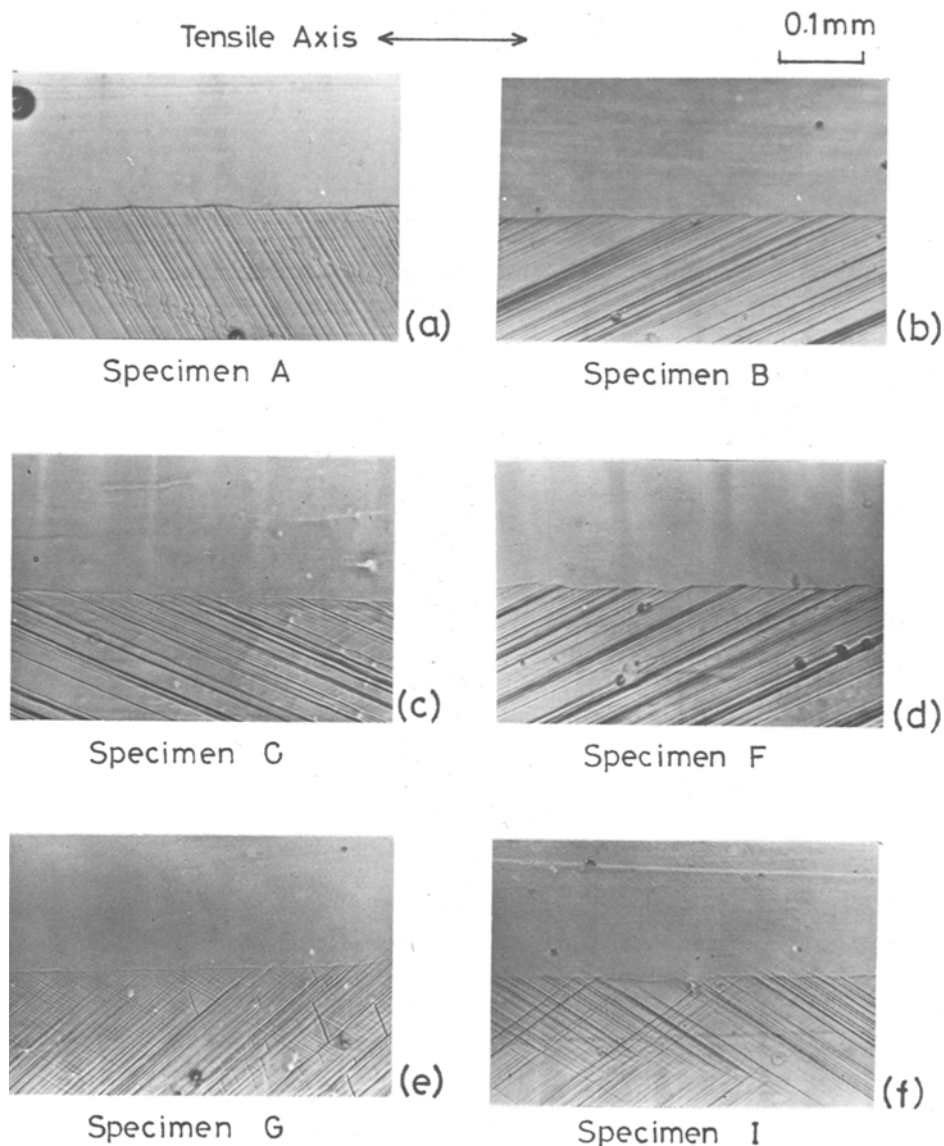 Tensile Axis
0.1mm
(a)
(b)
Specimen A
Specimen B
(c)
(d)
Specimen C
Specimen F
(e)
(f)
Specimen G
Specimen I